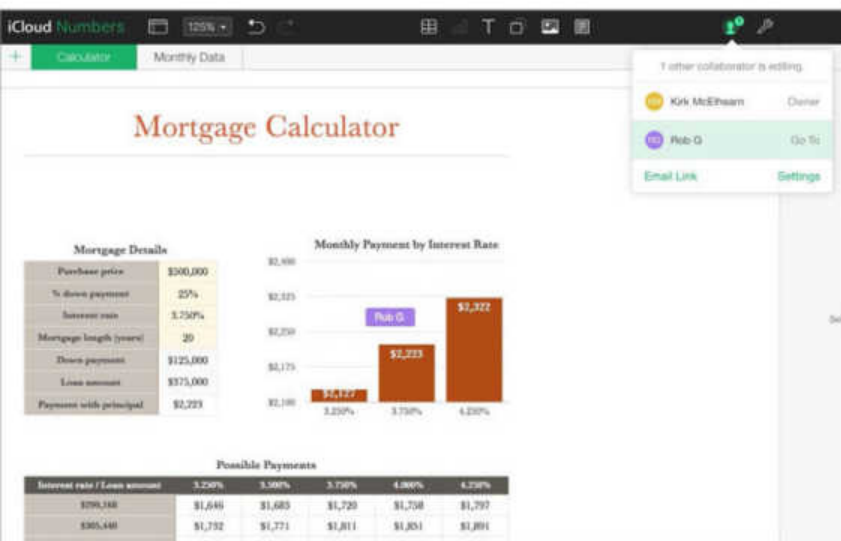 iCloud Numbers 125%
+ Calculator Monthly Data
1 other collaborator is editing.
Kirk McElhearn Owner
Rob G Go To
Email Link Settings
Mortgage Calculator
Mortgage Details
Purchase price $500,000
% down payment 25%
Interest rate 3.750%
Mortgage length (years) 20
Down payment $125,000
Loan amount $375,000
Payment with principal $2,223
Monthly Payment by Interest Rate
$2,400
$2,325
$2,250
$2,175
$2,100
Rob G
$2,127 $2,223 $2,322
3.250% 3.750% 4.250%
Possible Payments
Interest rate / Loan amount 3.250% 3.500% 3.750% 4.000% 4.250%
$1,646 $1,683 $1,720 $1,758 $1,797
$305,440 $1,732 $1,771 $1,811 $1,851 $1,891